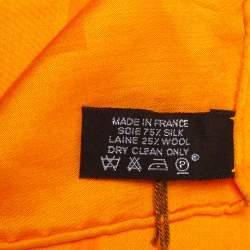 MADE IN FRANCE
SOIE 75% SILK
LAINE 25% WOOL
DRY CLEAN ONLY
P
®